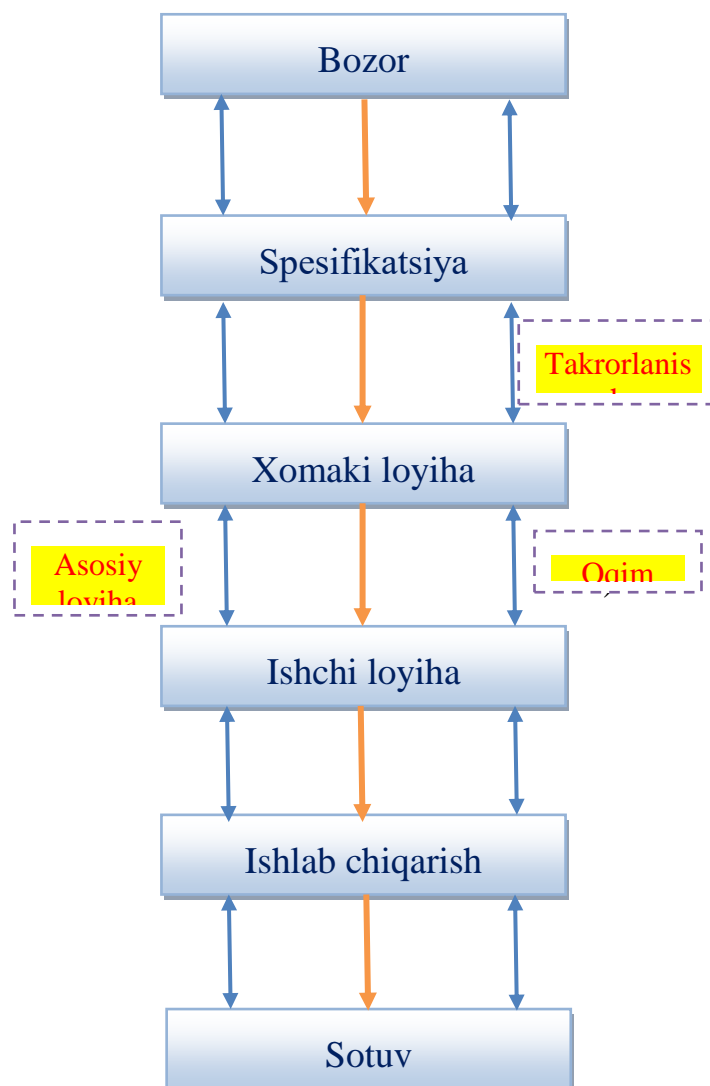 Bozor
Spesifikatsiya
Takrorlanis
Xomaki loyiha
Asosiy
loyiha
Oqim
Ishchi loyiha
Ishlab chiqarish
Sotuv